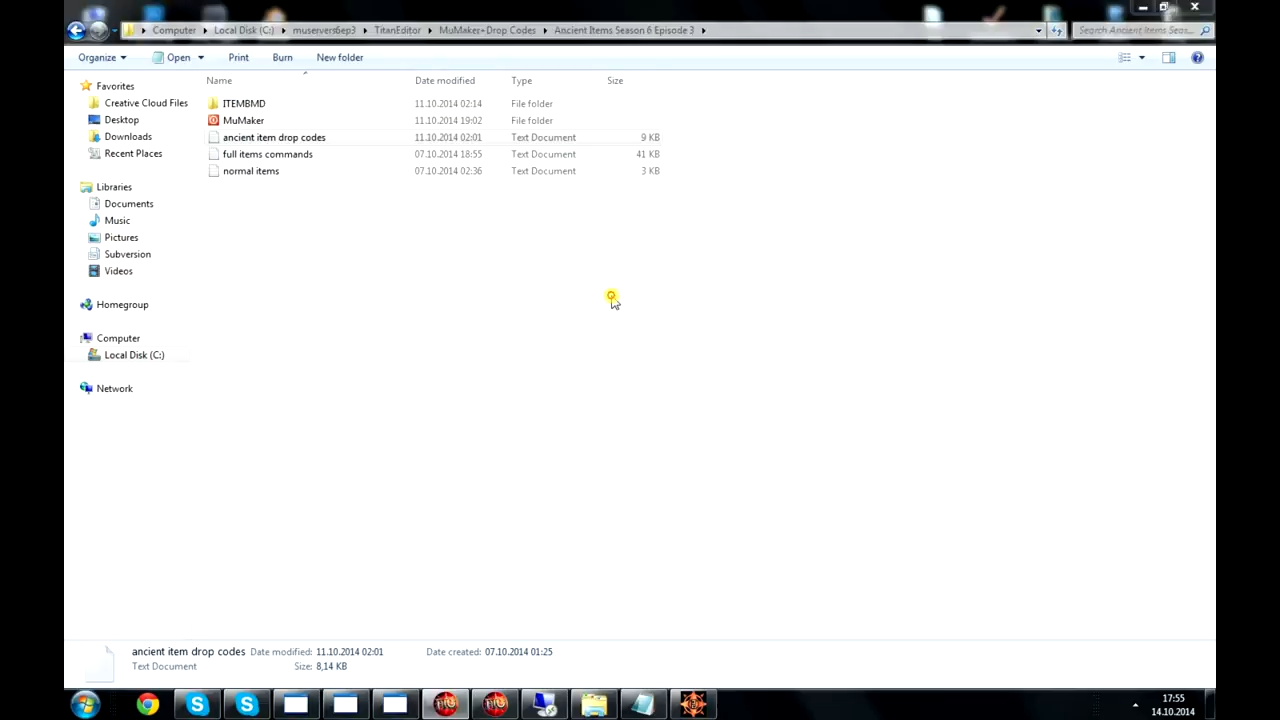 Computer Local Disk (C:) muservers6ep3 TitanEditor MuMaker+Drop Codes Ancient Items Season 6 Episode 3 Search Ancient Items Seas...
Organize Open Print Burn New folder
Name Date modified Type Size
Favorites
Creative Cloud Files
Desktop
Downloads
Recent Places
Libraries
Documents
Music
Pictures
Subversion
Videos
Homegroup
Computer
Local Disk (C:)
Network
ITEMBMD 11.10.2014 02:14 File folder
MuMaker 11.10.2014 19:02 File folder
ancient item drop codes 11.10.2014 02:01 Text Document 9 KB
full items commands 07.10.2014 18:55 Text Document 41 KB
normal items 07.10.2014 02:36 Text Document 3 KB
ancient item drop codes Date modified: 11.10.2014 02:01 Date created: 07.10.2014 01:25
Text Document Size: 8,14 KB
17:55
14.10.2014